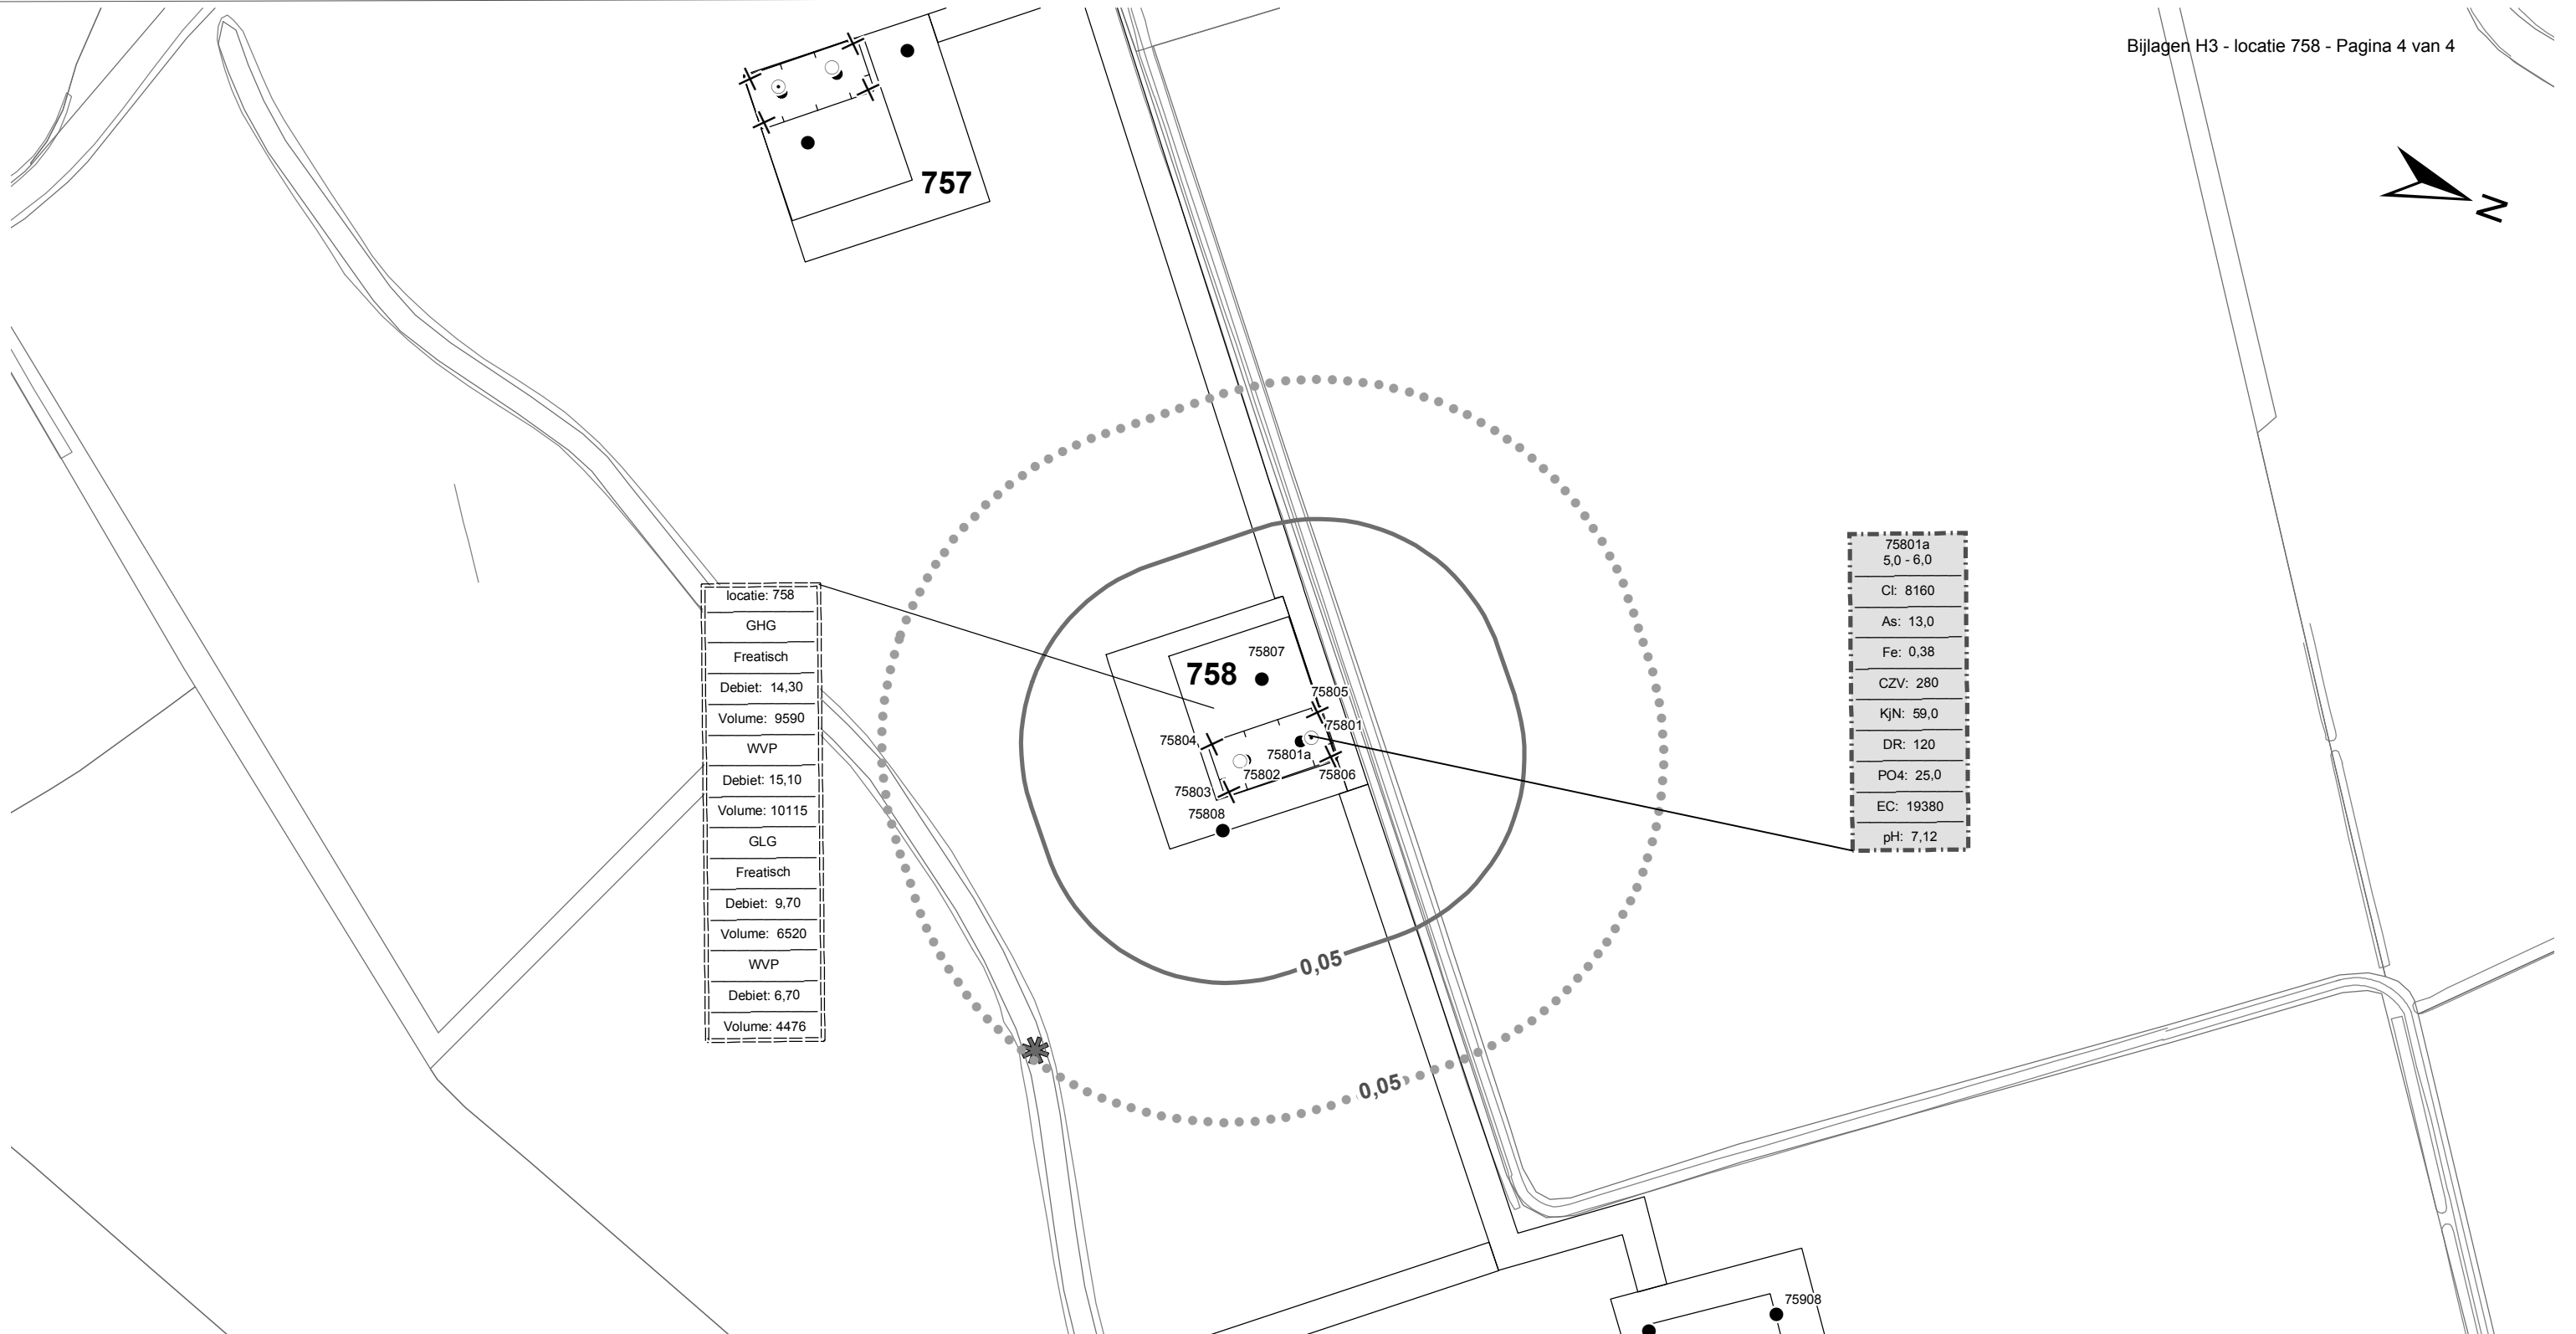 Bijlagen H3 - locatie 758 - Pagina 4 van 4
N
757
locatie: 758
GHG
Freatisch
Debiet: 14,30
Volume: 9590
WVP
Debiet: 15,10
Volume: 10115
GLG
Freatisch
Debiet: 9,70
Volume: 6520
WVP
Debiet: 6,70
Volume: 4476
758
75807
75805
75801
75804
75801a
75802
75806
75803
75808
0,05
0,05
75801a
5,0 - 6,0
Cl: 8160
As: 13,0
Fe: 0,38
CZV: 280
KjN: 59,0
DR: 120
PO4: 25,0
EC: 19380
pH: 7,12
75908